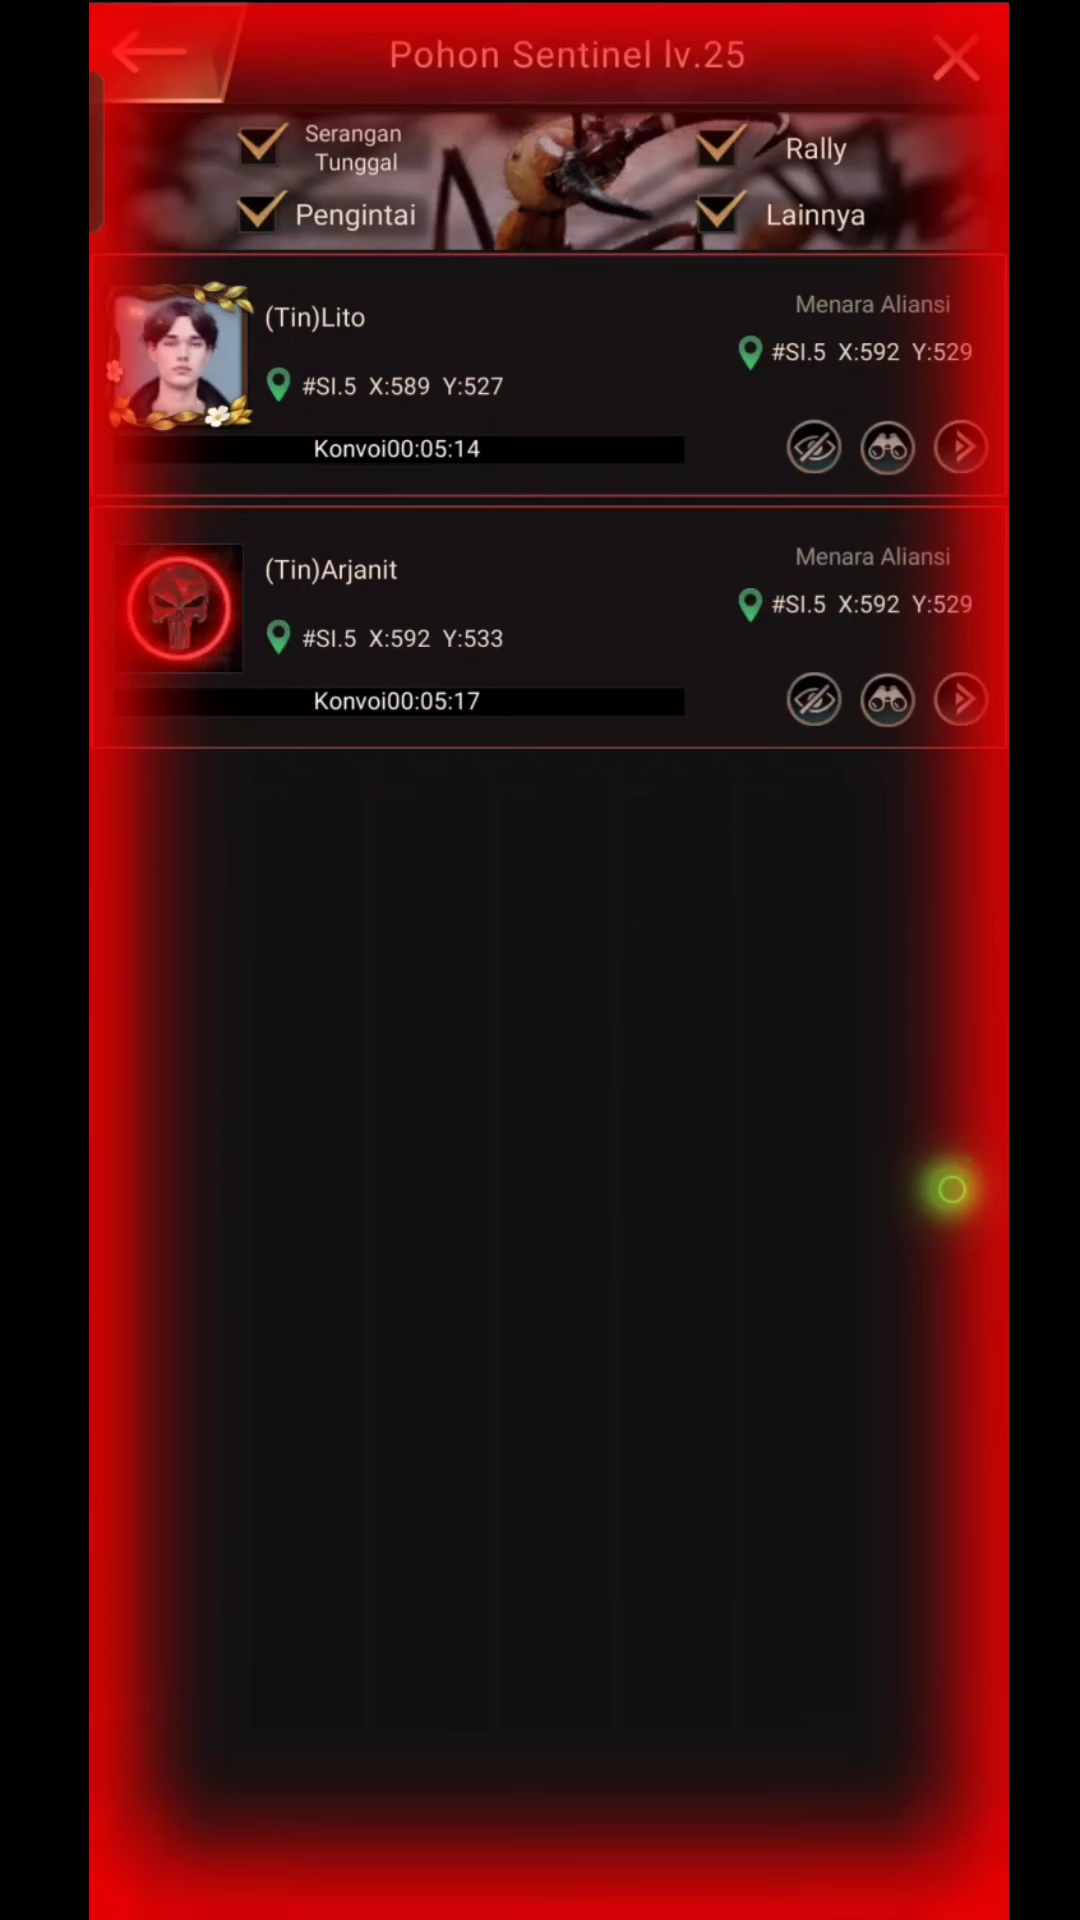 Pohon Sentinel lv.25
Serangan
Tunggal
Rally
Pengintai
Lainnya
(Tin)Lito
Menara Aliansi
#SI.5 X:592 Y:529
#SI.5 X:589 Y:527
Konvoi00:05:14
(Tin)Arjanit
Menara Aliansi
#SI.5 X:592 Y:529
#SI.5 X:592 Y:533
Konvoi00:05:17